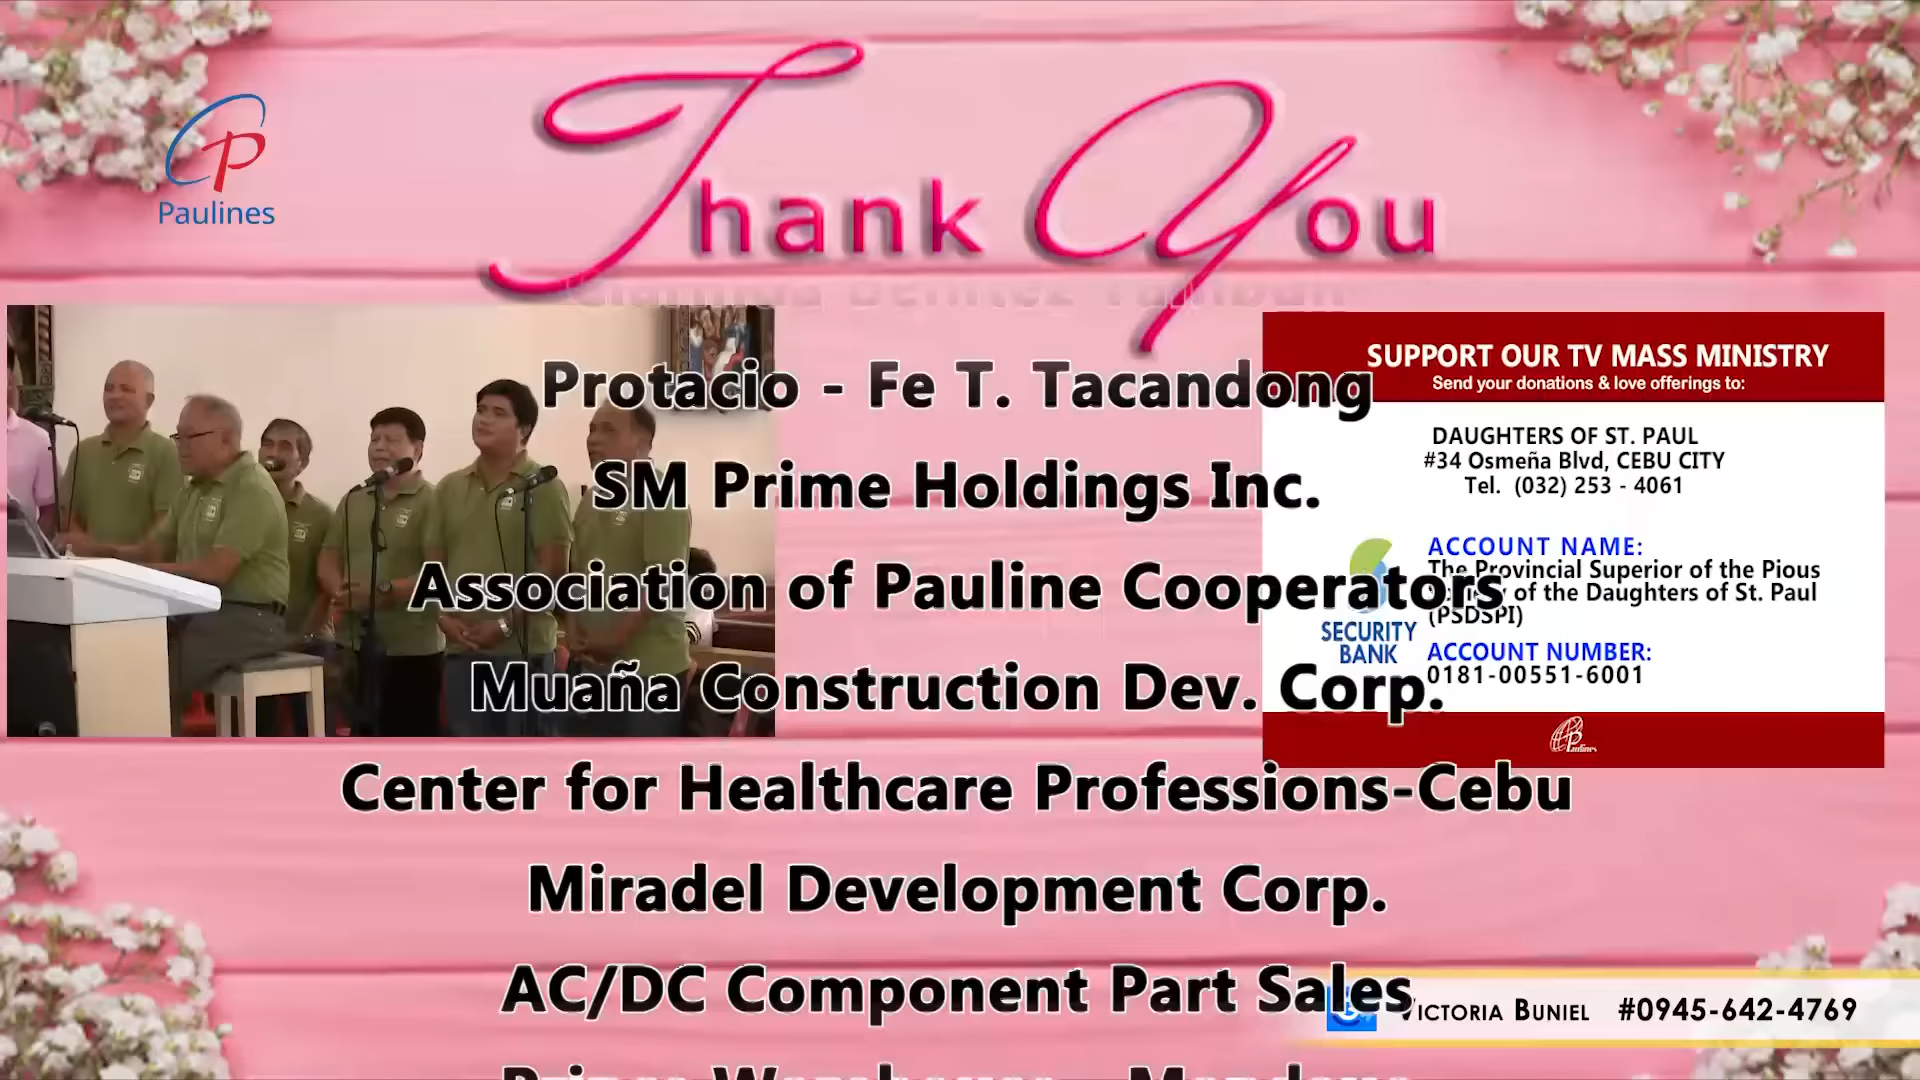 Thank You
Paulines
Clarinda Benitez
Protacio - Fe T. Tacandong
SM Prime Holdings Inc.
Association of Pauline Cooperators
Muaña Construction Dev. Corp.
Center for Healthcare Professions-Cebu
Miradel Development Corp.
AC/DC Component Part Sales
SUPPORT OUR TV MASS MINISTRY
Send your donations & love offerings to:
DAUGHTERS OF ST. PAUL
#34 Osmeña Blvd, CEBU CITY
Tel. (032) 253 - 4061
SECURITY
BANK
ACCOUNT NAME:
The Provincial Superior of the Pious
of the Daughters of St. Paul
(PSDSPI)
ACCOUNT NUMBER:
0181-00551-6001
Paulines
VICTORIA BUNIEL #0945-642-4769